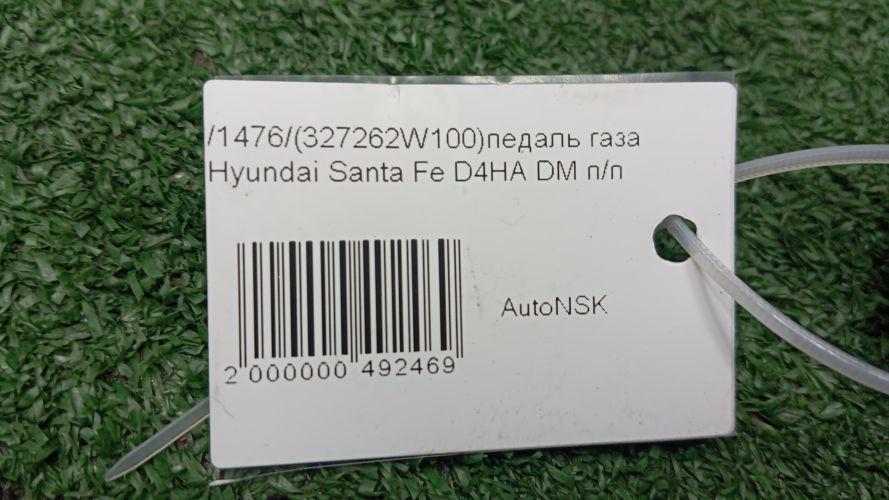 /1476/(327262W100)педаль газа
Hyundai Santa Fe D4HA DM п/п
AutoNSK
2 000000 492469